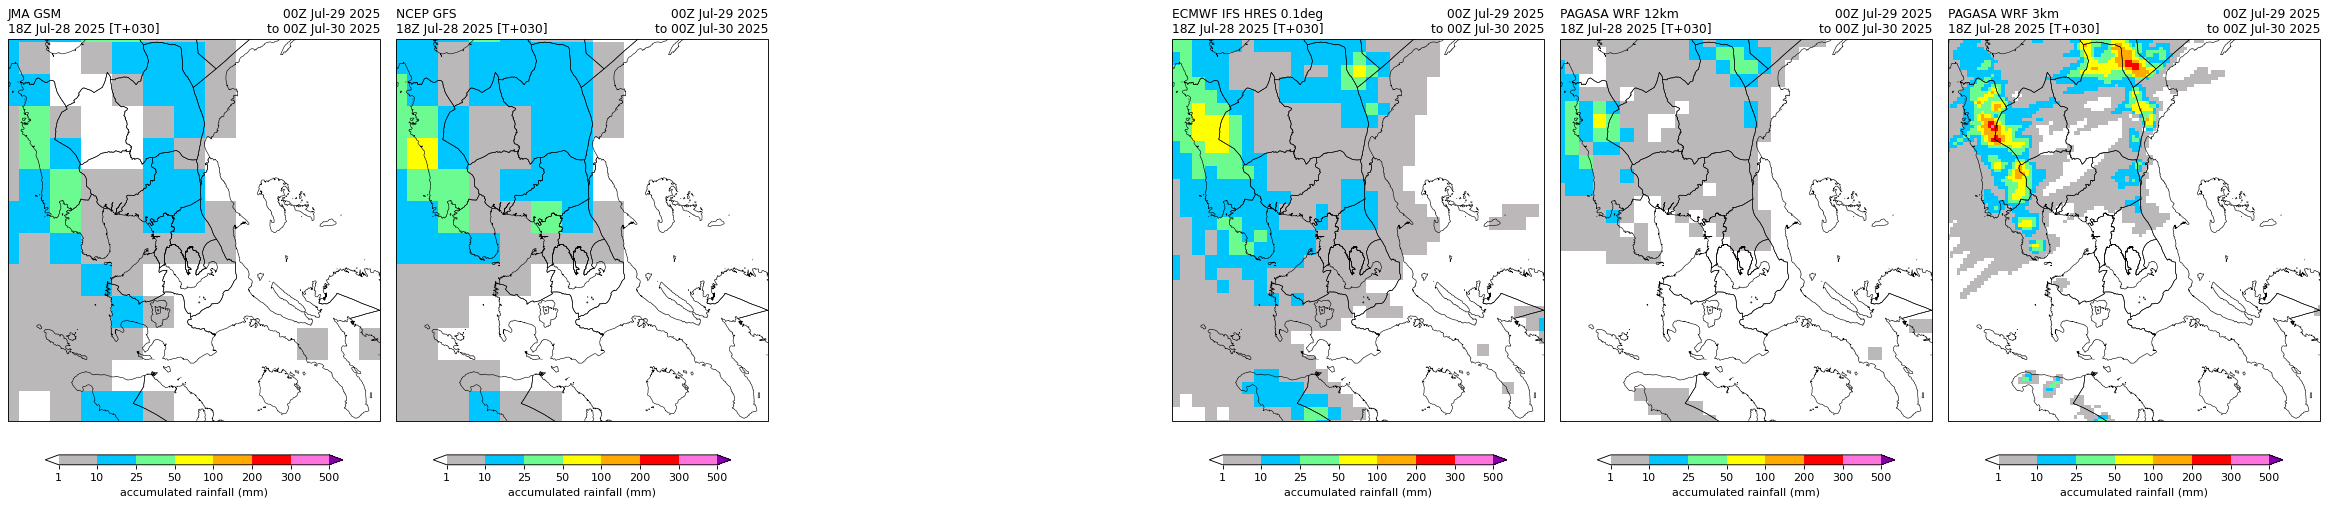 JMA GSM 00Z Jul-29 2025
18Z Jul-28 2025 [T+030] to 00Z Jul-30 2025
NCEP GFS 00Z Jul-29 2025
18Z Jul-28 2025 [T+030] to 00Z Jul-30 2025
ECMWF IFS HRES 0.1deg 00Z Jul-29 2025
18Z Jul-28 2025 [T+030] to 00Z Jul-30 2025
PAGASA WRF 12km 00Z Jul-29 2025
18Z Jul-28 2025 [T+030] to 00Z Jul-30 2025
PAGASA WRF 3km 00Z Jul-29 2025
18Z Jul-28 2025 [T+030] to 00Z Jul-30 2025
1 10 25 50 100 200 300 500
accumulated rainfall (mm)
1 10 25 50 100 200 300 500
accumulated rainfall (mm)
1 10 25 50 100 200 300 500
accumulated rainfall (mm)
1 10 25 50 100 200 300 500
accumulated rainfall (mm)
1 10 25 50 100 200 300 500
accumulated rainfall (mm)